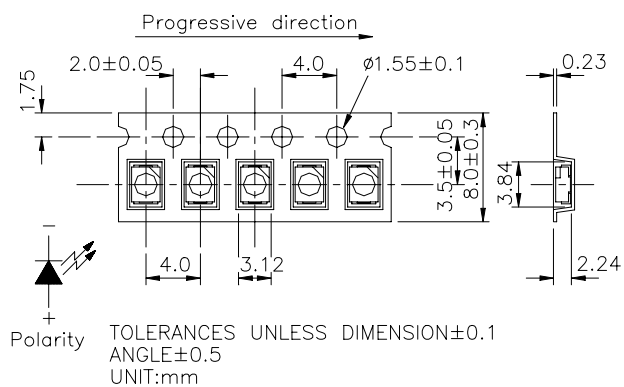 Progressive direction
2.0±0.05
4.0
ø1.55±0.1
0.23
1.75
3.5±0.05
8.0±0.3
3.84
4.0
3.12
2.24
−
+
Polarity
TOLERANCES UNLESS DIMENSION±0.1
ANGLE±0.5
UNIT:mm